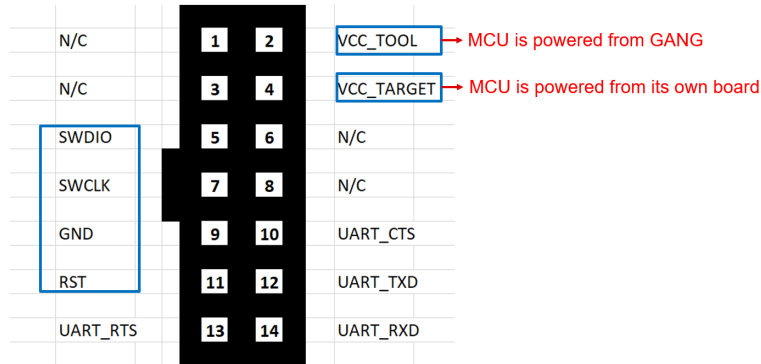 N/C 1 2 VCC_TOOL MCU is powered from GANG
N/C 3 4 VCC_TARGET MCU is powered from its own board
SWDIO 5 6 N/C
SWCLK 7 8 N/C
GND 9 10 UART_CTS
RST 11 12 UART_TXD
UART_RTS 13 14 UART_RXD